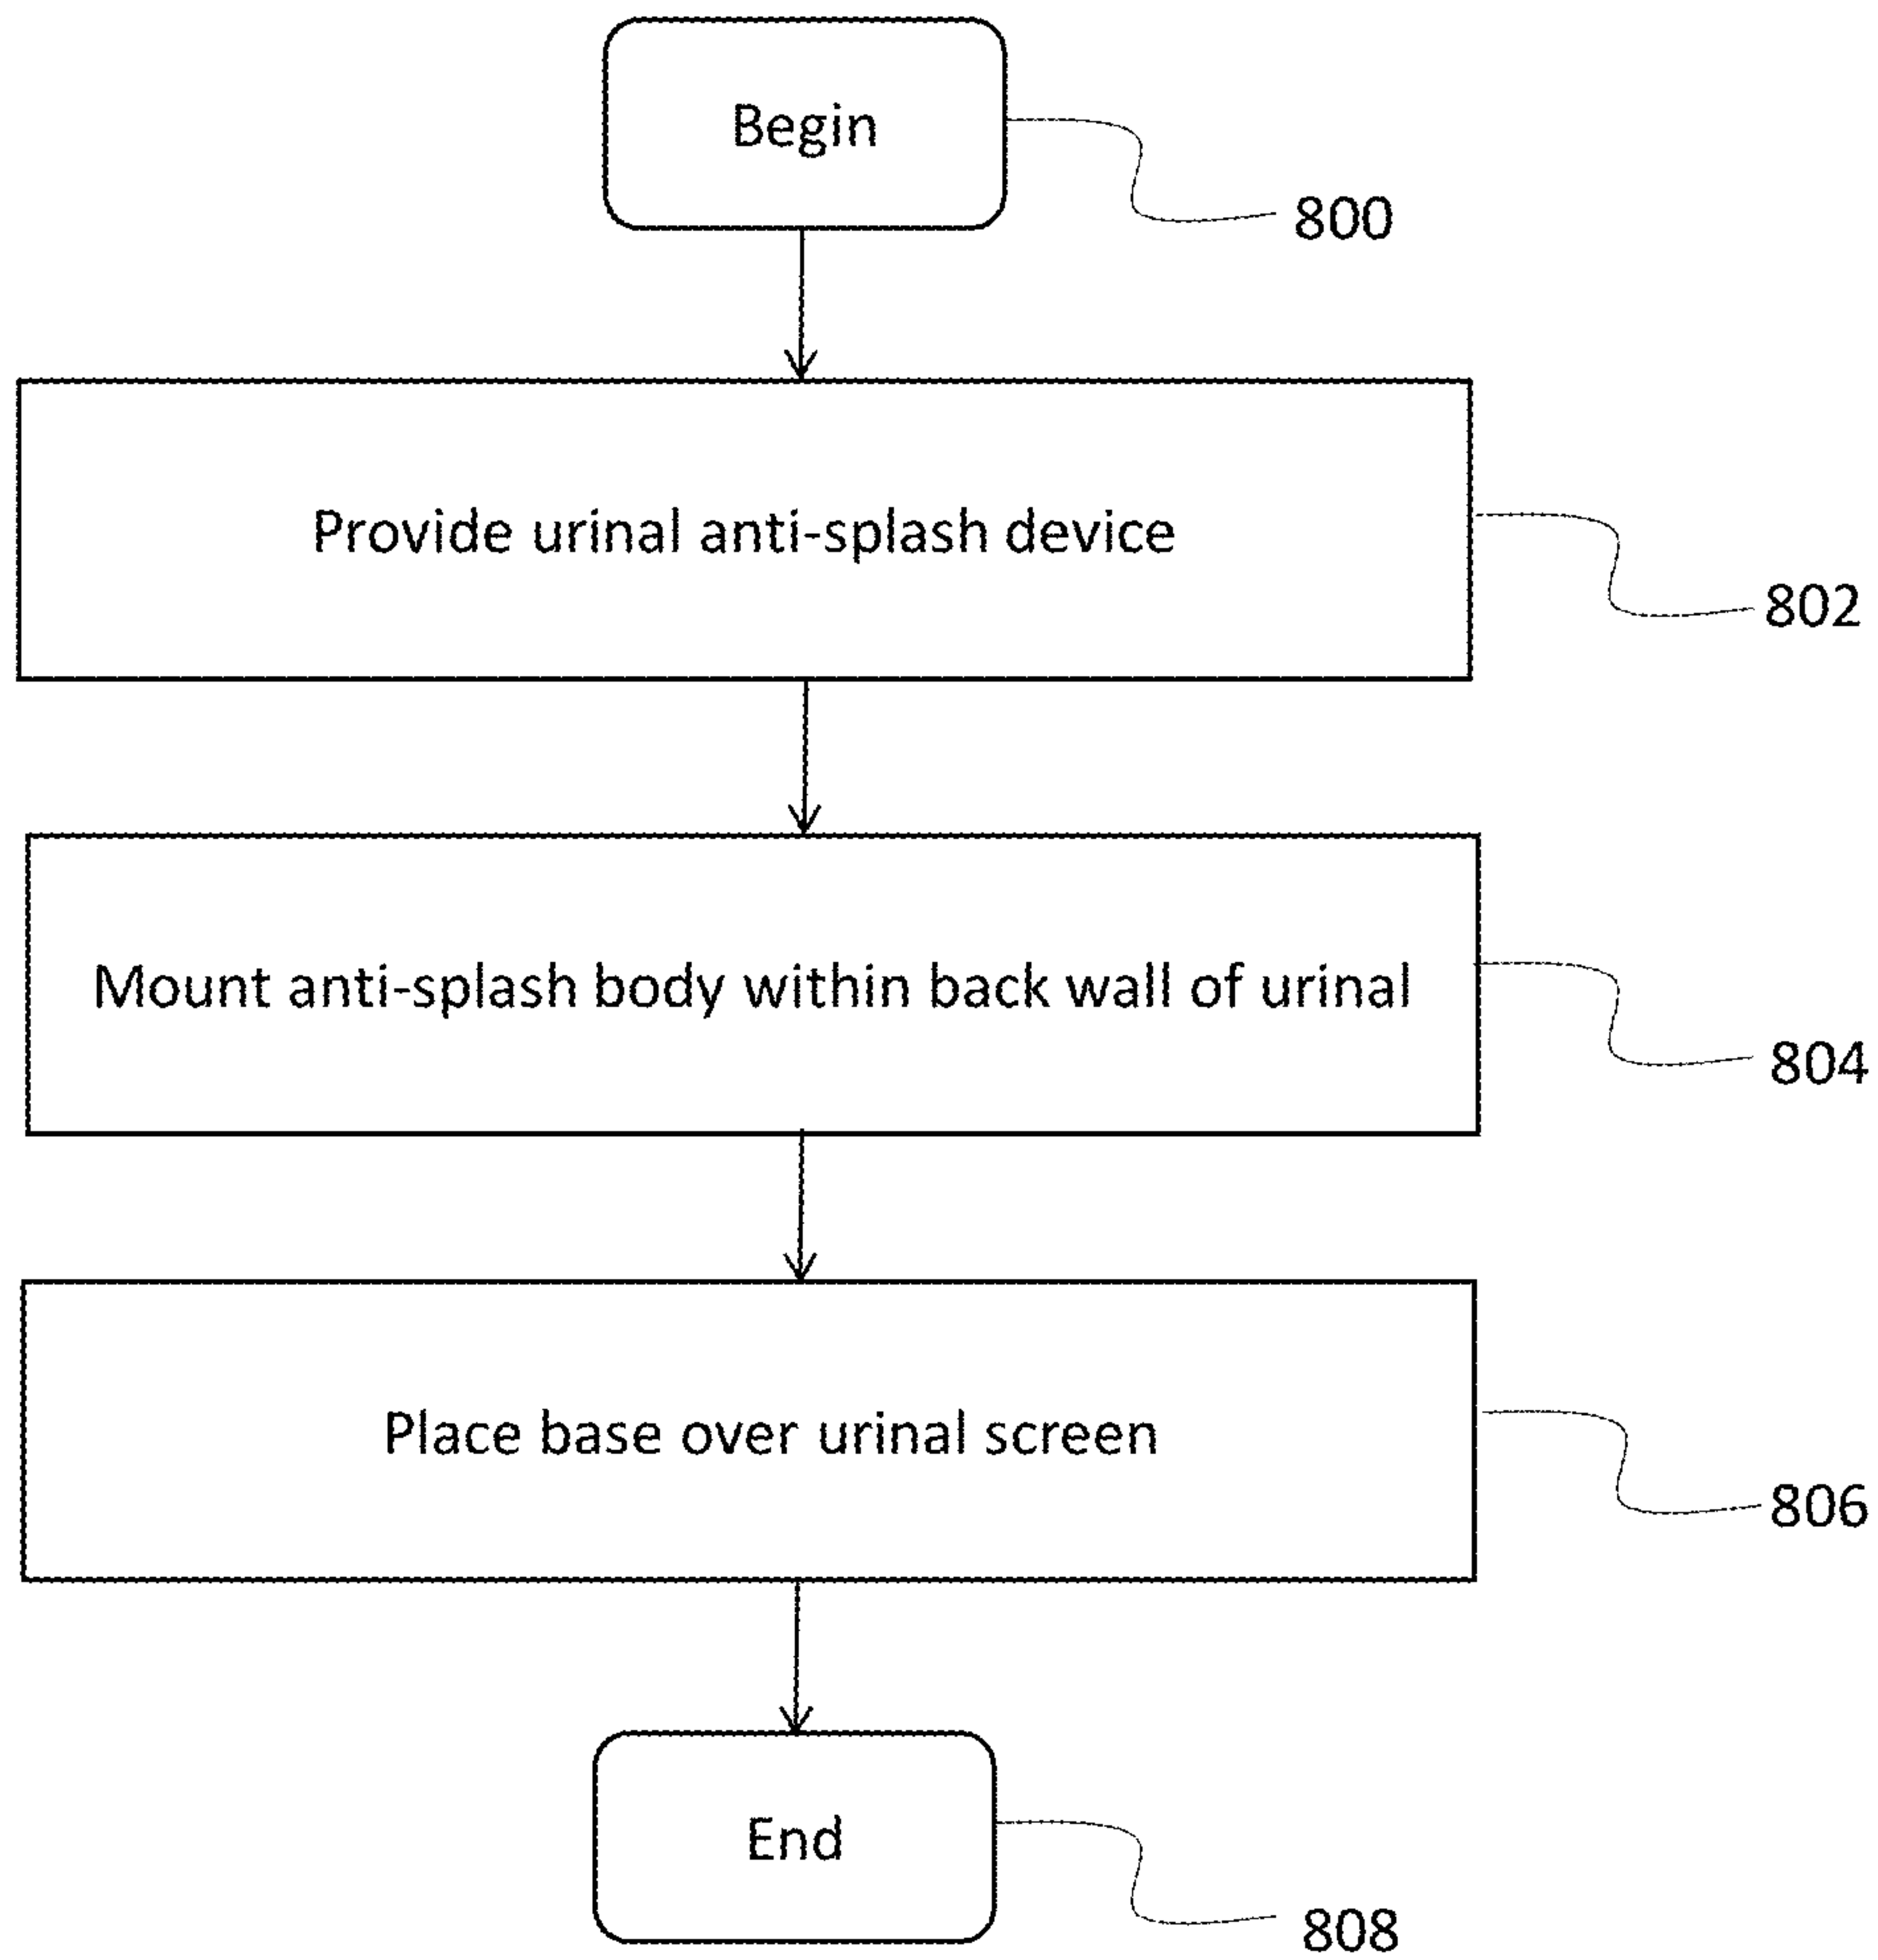 Begin
800
Provide urinal anti-splash device
802
Mount anti-splash body within back wall of urinal
804
Place base over urinal screen
806
End
808